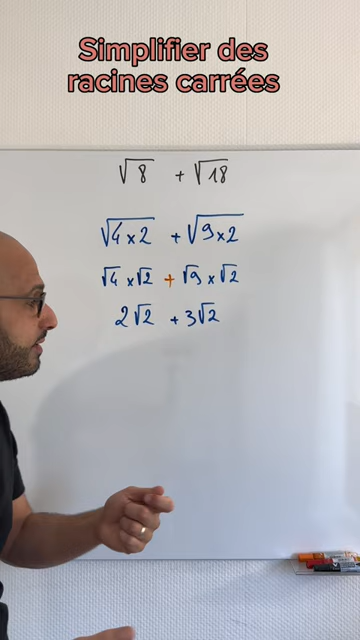 Simplifier des
racines carrées
√8 + √18
√4×2 + √9×2
√4 × √2 + √9 × √2
2√2 + 3√2